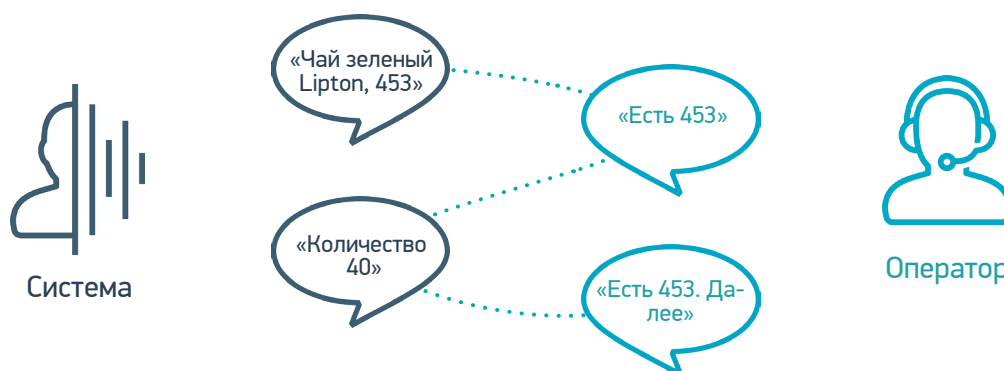 «Чай зеленый
Lipton, 453»
«Есть 453»
«Количество
40»
«Есть 453. Да-
лее»
Система
Оператор